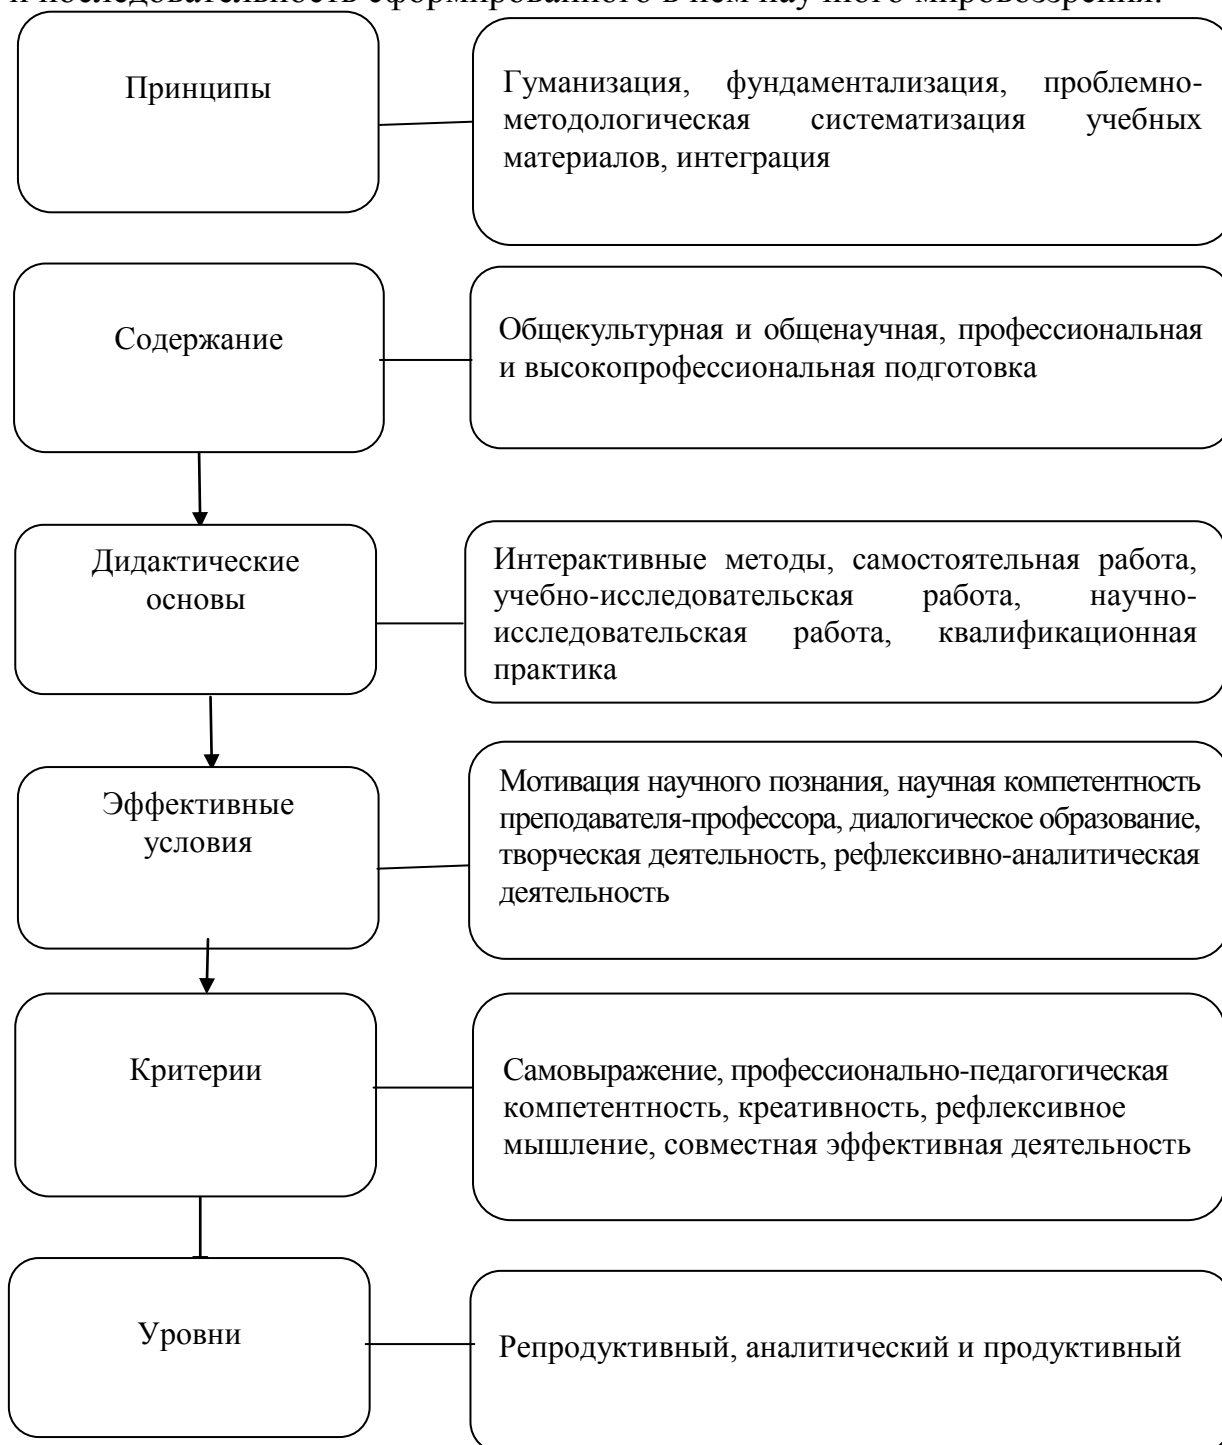 и последовательность сформированного в нем научного мировоззрения.
Принципы
Гуманизация, фундаментализация, проблемно-
методологическая систематизация учебных
материалов, интеграция
Содержание
Общекультурная и общенаучная, профессиональная
и высокопрофессиональная подготовка
Дидактические
основы
Интерактивные методы, самостоятельная работа,
учебно-исследовательская работа, научно-
исследовательская работа, квалификационная
практика
Эффективные
условия
Мотивация научного познания, научная компетентность
преподавателя-профессора, диалогическое образование,
творческая деятельность, рефлексивно-аналитическая
деятельность
Критерии
Самовыражение, профессионально-педагогическая
компетентность, креативность, рефлексивное
мышление, совместная эффективная деятельность
Уровни
Репродуктивный, аналитический и продуктивный